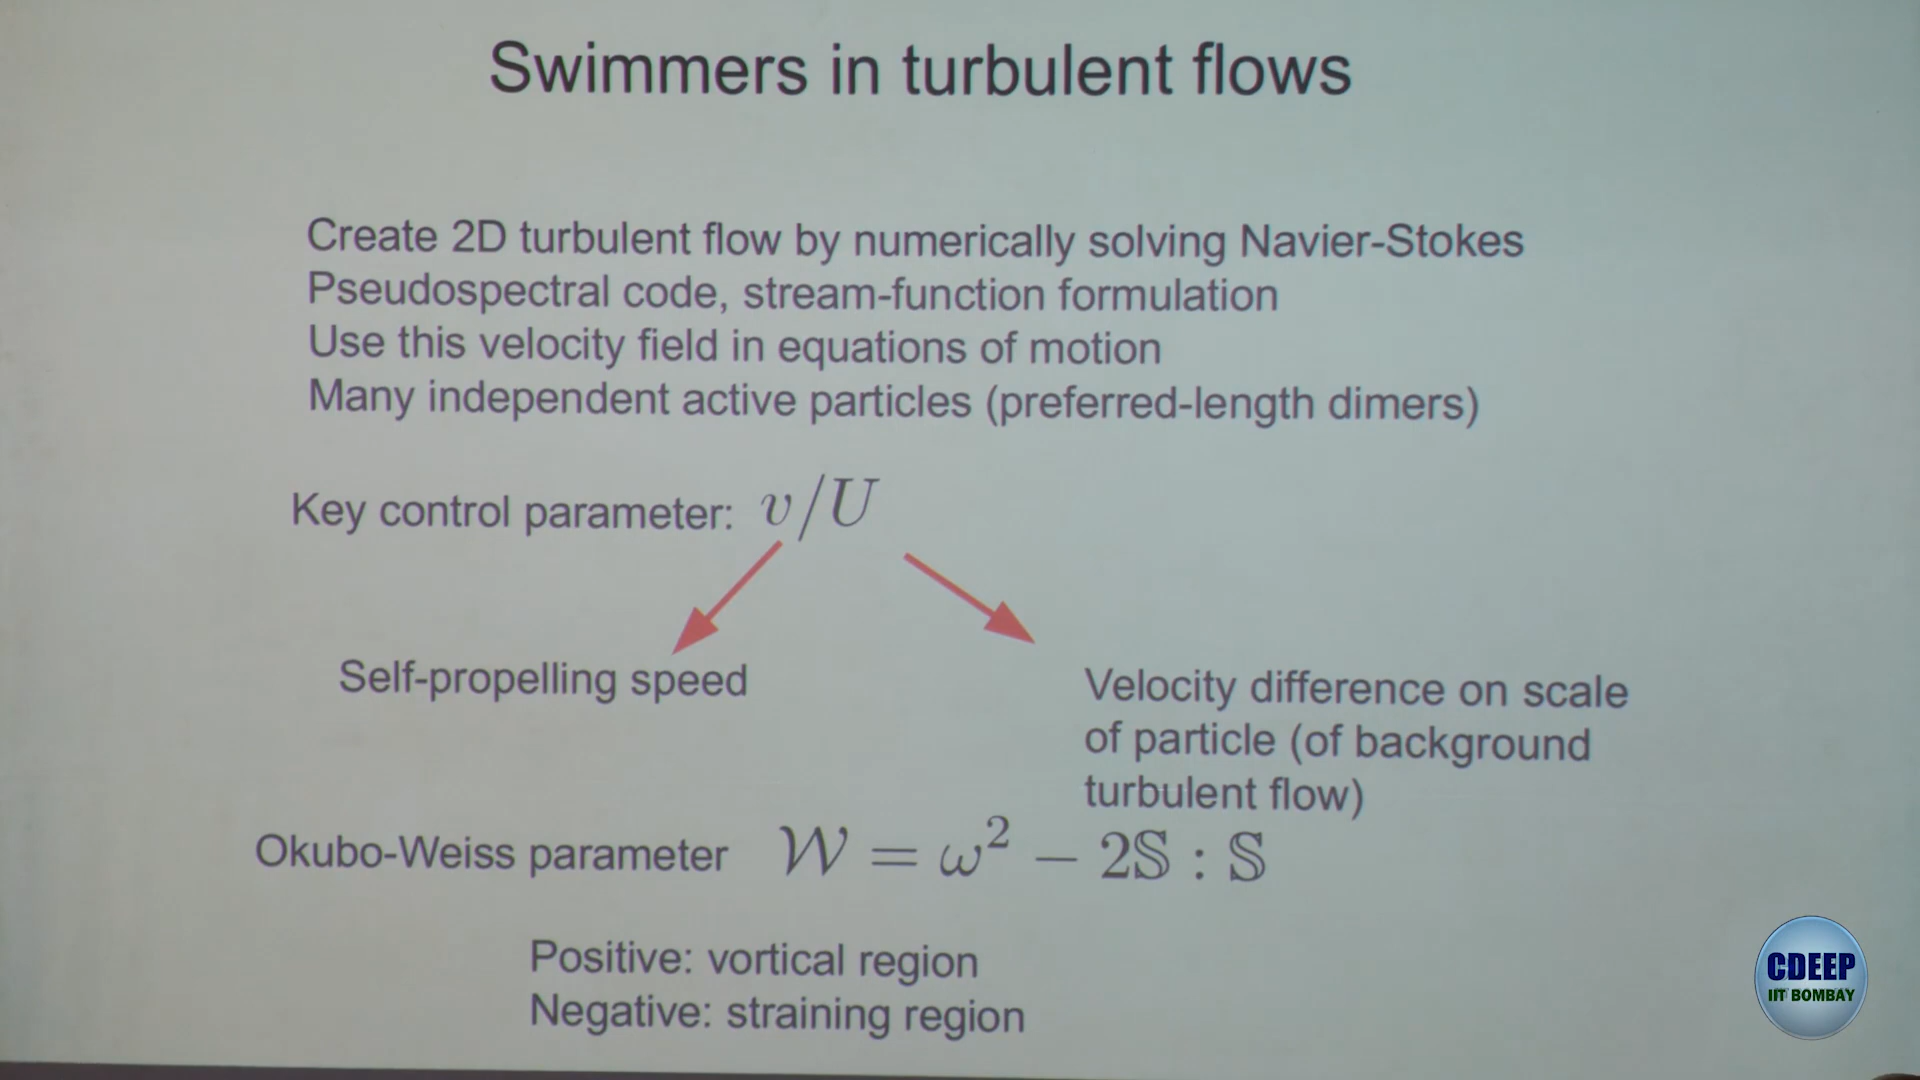 Swimmers in turbulent flows
Create 2D turbulent flow by numerically solving Navier-Stokes
Pseudospectral code, stream-function formulation
Use this velocity field in equations of motion
Many independent active particles (preferred-length dimers)
Key control parameter: v/U
Self-propelling speed
Velocity difference on scale
of particle (of background
turbulent flow)
Okubo-Weiss parameter 𝒲 = ω² − 2𝕊 : 𝕊
Positive: vortical region
Negative: straining region
CDEEP
IIT BOMBAY